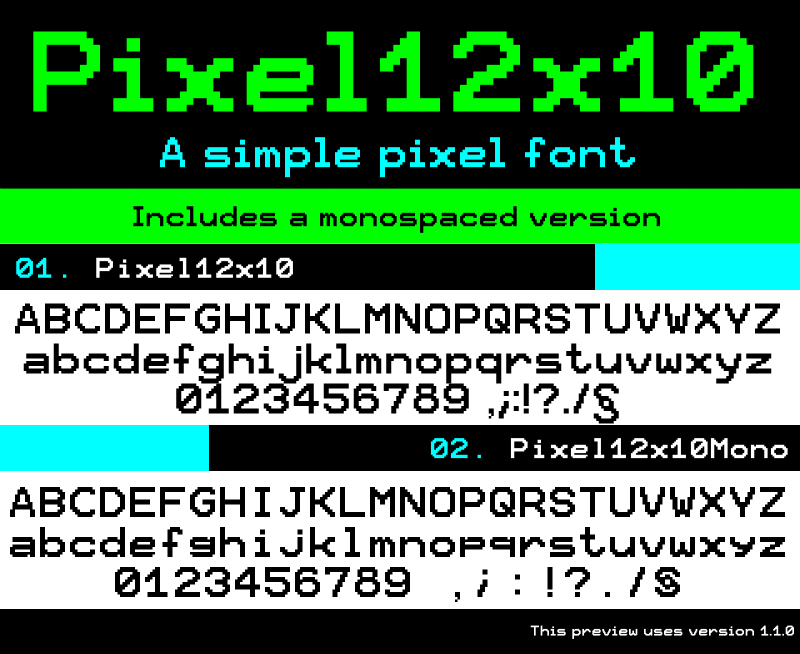 Pixel12x10
A simple pixel font
Includes a monospaced version
01. Pixel12x10
ABCDEFGHIJKLMNOPQRSTUVWXYZ
abcdefghijklmnopqrstuvwxyz
0123456789 ,;:!?./§
02. Pixel12x10Mono
ABCDEFGHIJKLMNOPQRSTUVWXYZ
abcdefghijklmnopqrstuvwxyz
0123456789 ,;:!?./§
This preview uses version 1.1.0